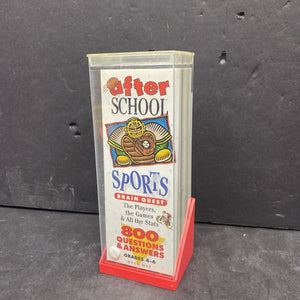 after
SCHOOL
SPORTS
BRAIN QUEST
The Players,
the Games
& All the Stats
800
QUESTIONS
& ANSWERS
GRADES 4-6